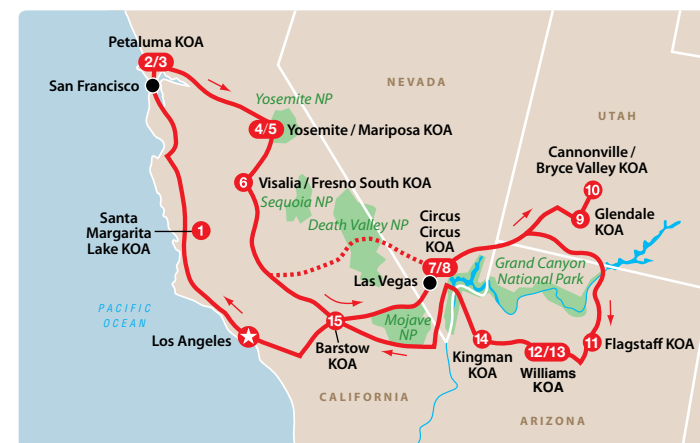 Petaluma KOA
2/3
San Francisco
NEVADA
Yosemite NP
UTAH
4/5
Yosemite / Mariposa KOA
Cannonville /
Bryce Valley KOA
6
Visalia / Fresno South KOA
10
Sequoia NP
9
Glendale
KOA
Santa
Margarita
Lake KOA
1
Death Valley NP
Circus
Circus
KOA
7/8
Las Vegas
Grand Canyon
National Park
PACIFIC
OCEAN
Los Angeles
15
Barstow
KOA
Mojave
NP
14
Kingman
KOA
12/13
Williams
KOA
11
Flagstaff KOA
CALIFORNIA
ARIZONA